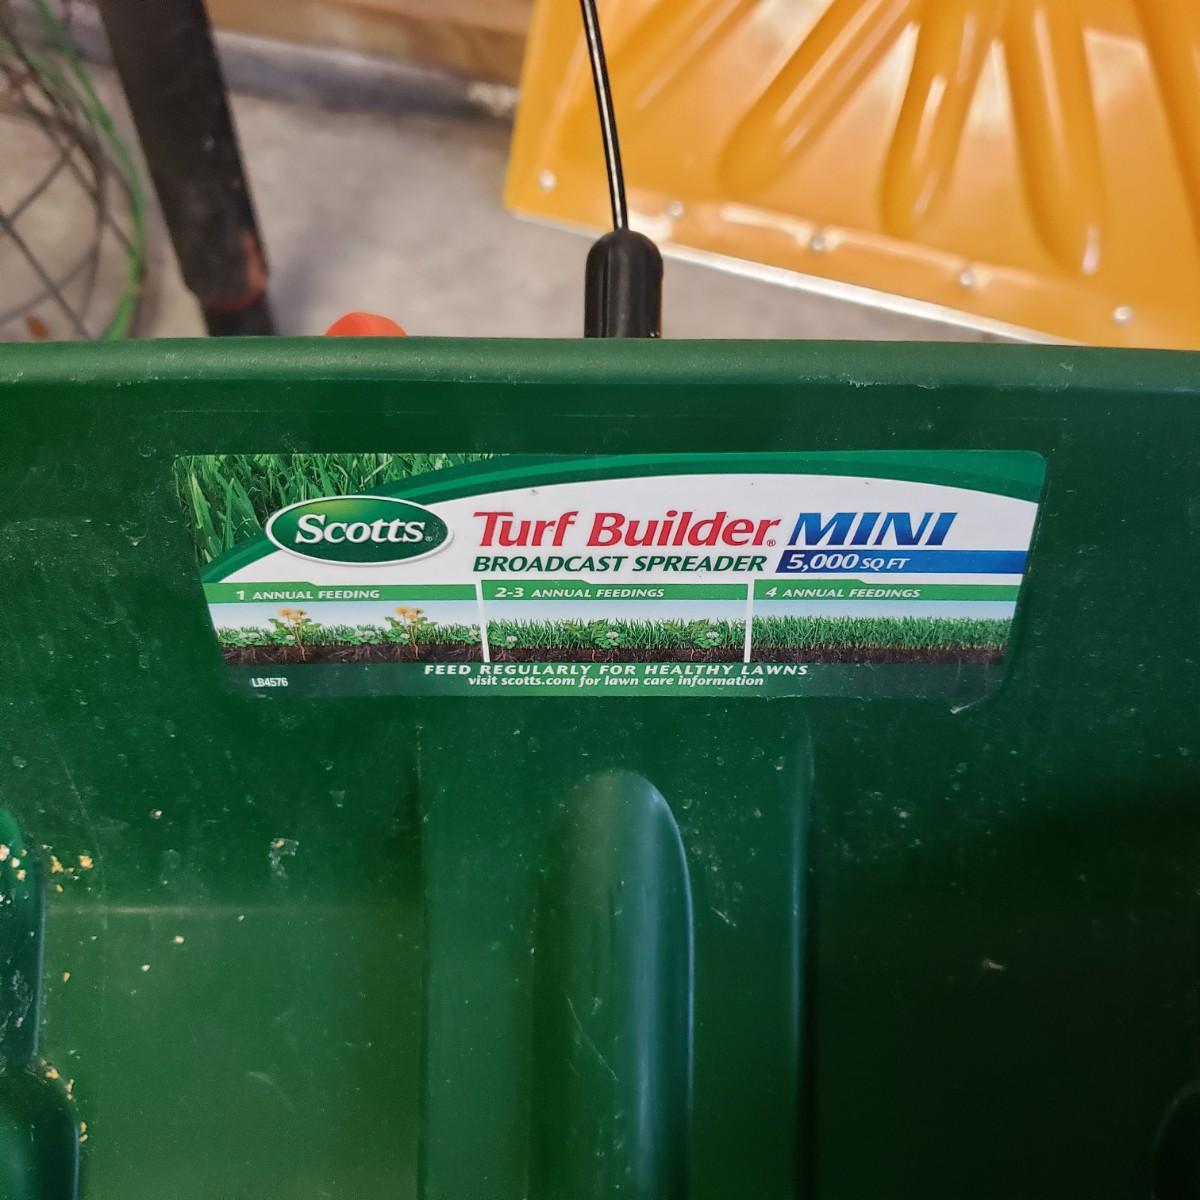 Scotts®
Turf Builder® MINI
BROADCAST SPREADER 5,000 SQ FT
1 ANNUAL FEEDING
2-3 ANNUAL FEEDINGS
4 ANNUAL FEEDINGS
FEED REGULARLY FOR HEALTHY LAWNS
visit scotts.com for lawn care information
LB4576